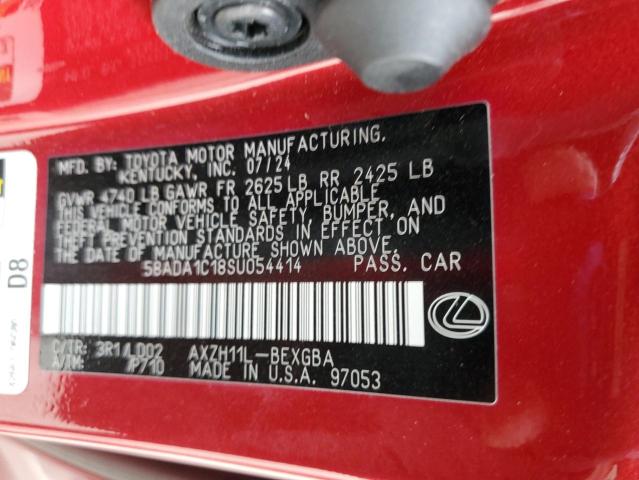 MFD. BY: TOYOTA MOTOR MANUFACTURING,
KENTUCKY, INC. 07/24
GVWR 4740 LB GAWR FR 2625 LB RR 2425 LB
THIS VEHICLE CONFORMS TO ALL APPLICABLE
FEDERAL MOTOR VEHICLE SAFETY, BUMPER, AND
THEFT PREVENTION STANDARDS IN EFFECT ON
THE DATE OF MANUFACTURE SHOWN ABOVE.
58ADA1C18SU054414 PASS. CAR
C/TR: 3R1/LD02 AXZH11L-BEXGBA
A/TM: P710 MADE IN U.S.A. 97053
D8